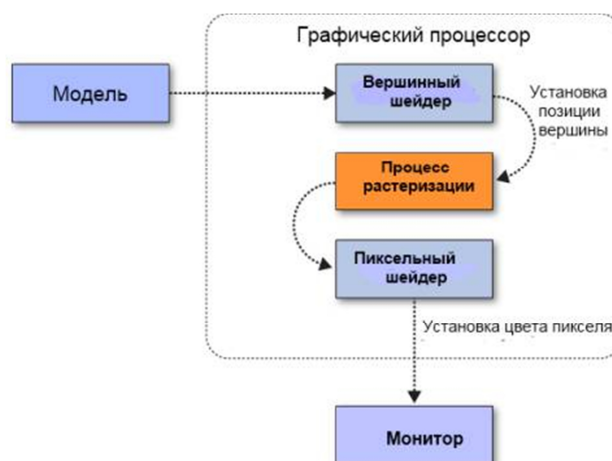 Графический процессор
Модель
Вершинный
шейдер
Установка
позиции
вершины
Процесс
растеризации
Пиксельный
шейдер
Установка цвета пикселя
Монитор